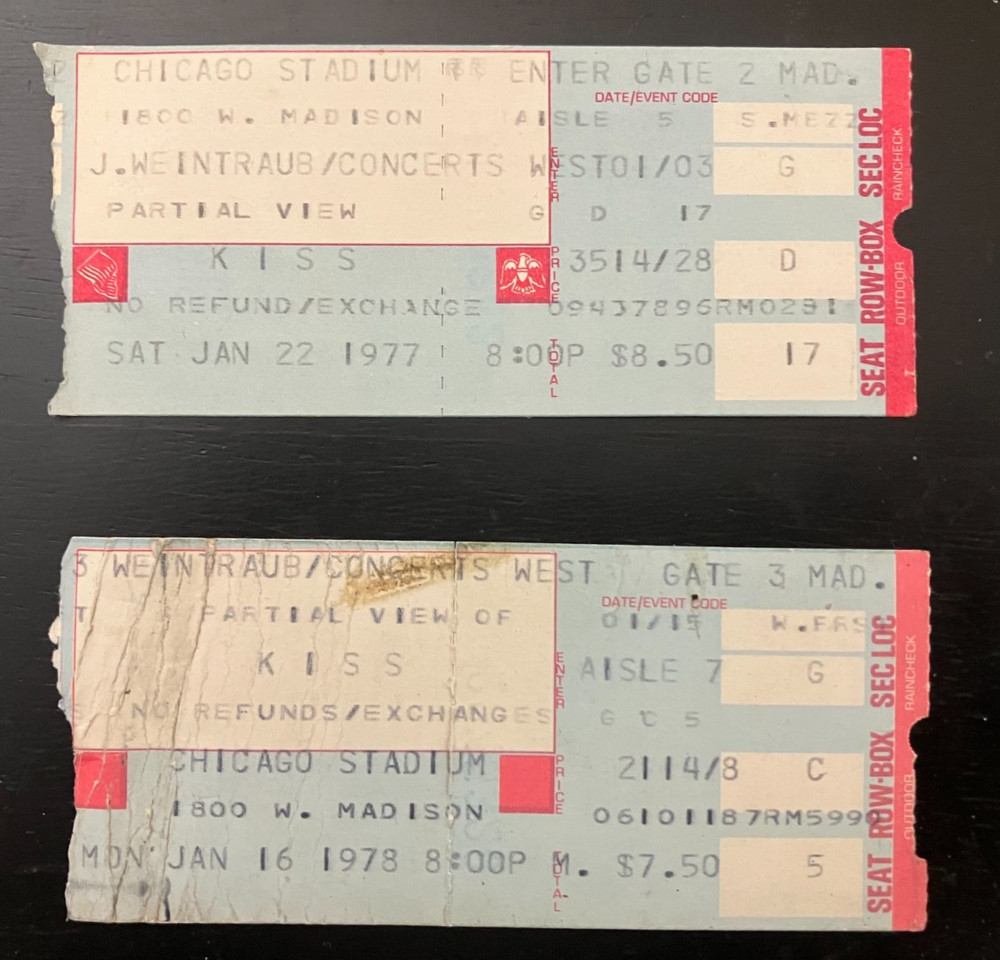 CHICAGO STADIUM ENTER GATE 2 MAD.
DATE/EVENT CODE
1800 W. MADISON AISLE 5 S.MEZZ
J.WEINTRAUB/CONCERTS WEST01/03 G
ENTER
PARTIAL VIEW G D 17
K I S S 3514/28 D
PRICE
NO REFUND/EXCHANGE 09437896RM0291
SAT JAN 22 1977 8:00P $8.50 17
TOTAL
SEAT ROW-BOX SEC LOC
OUTDOOR RAINCHECK
3 WEINTRAUB/CONCERTS WEST GATE 3 MAD.
DATE/EVENT CODE
T PARTIAL VIEW OF 01/15 W.FRS
K I S S AISLE 7 G
ENTER
NO REFUNDS/EXCHANGES G C 5
CHICAGO STADIUM 2114/8 C
PRICE
1800 W. MADISON 06101187RM5999
MON JAN 16 1978 8:00P M. $7.50 5
TOTAL
SEAT ROW-BOX SEC LOC
OUTDOOR RAINCHECK